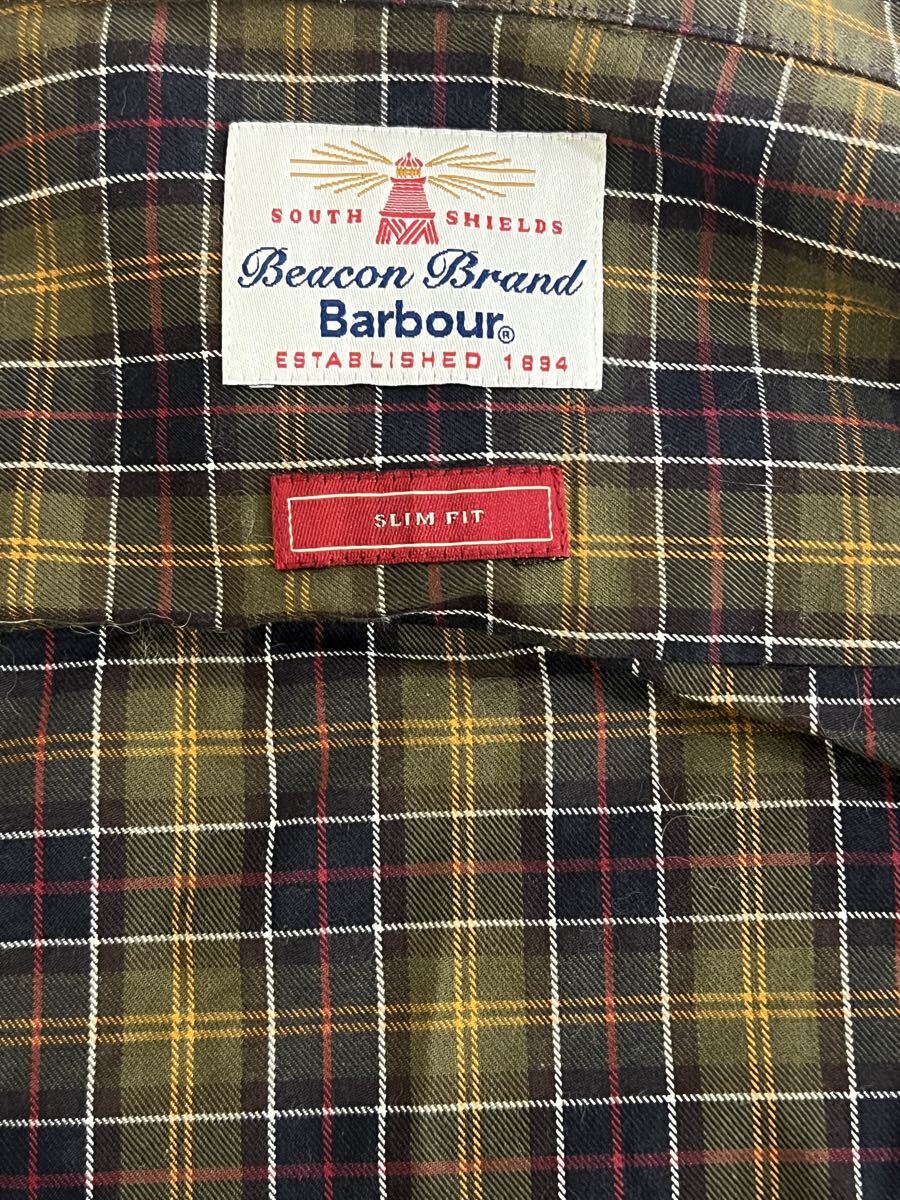 SOUTH SHIELDS
Beacon Brand
Barbour®
ESTABLISHED 1894
SLIM FIT